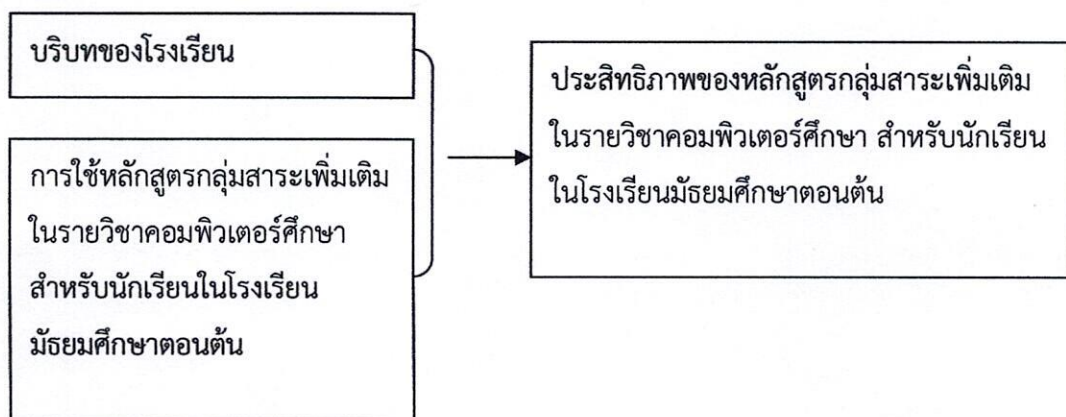 บริบทของโรงเรียน
การใช้หลักสูตรกลุ่มสาระเพิ่มเติม
ในรายวิชาคอมพิวเตอร์ศึกษา
สำหรับนักเรียนในโรงเรียน
มัธยมศึกษาตอนต้น
ประสิทธิภาพของหลักสูตรกลุ่มสาระเพิ่มเติม
ในรายวิชาคอมพิวเตอร์ศึกษา สำหรับนักเรียน
ในโรงเรียนมัธยมศึกษาตอนต้น